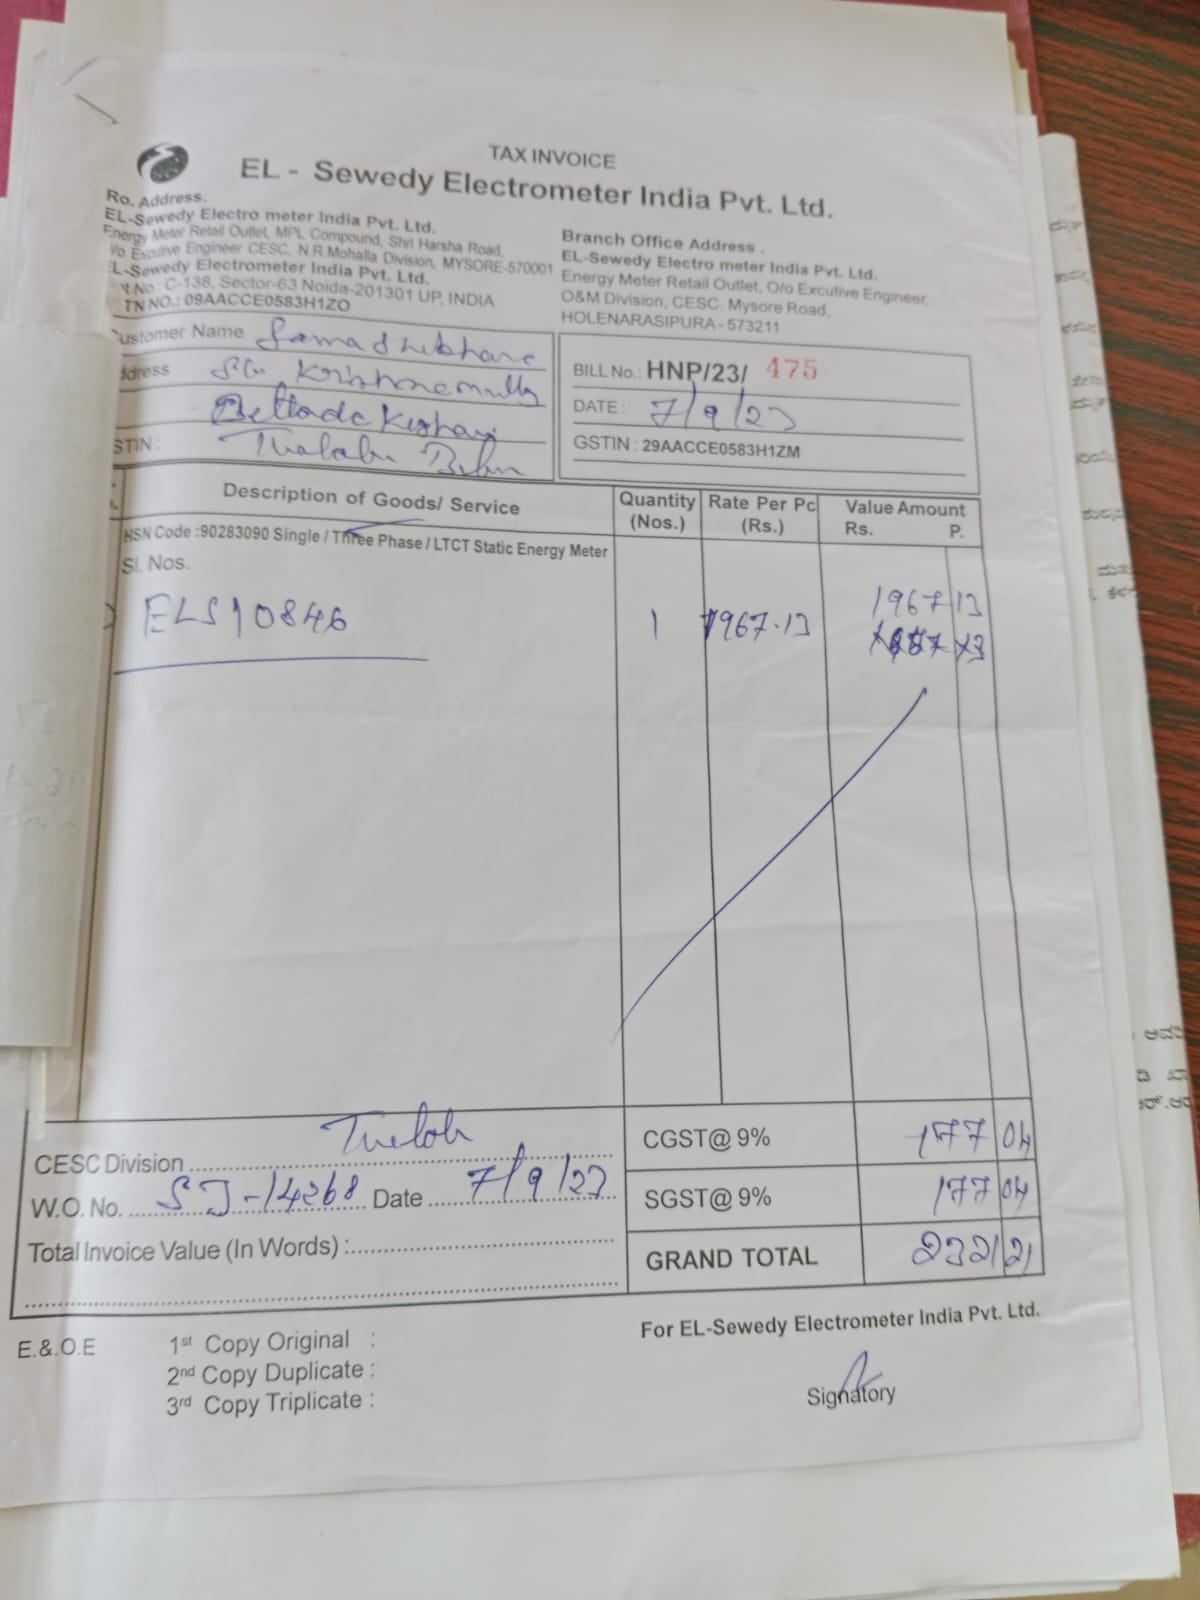 TAX INVOICE
EL - Sewedy Electrometer India Pvt. Ltd.
Ro. Address.
EL-Sewedy Electro meter India Pvt. Ltd.
Energy Meter Retail Outlet, MPL Compound, Shri Harsha Road,
I/o Excutive Engineer CESC, N.R.Mohalla Division, MYSORE-570001
EL-Sewedy Electrometer India Pvt. Ltd.
t No: C-138, Sector-63 Noida-201301 UP, INDIA
TN NO.: 09AACCE0583H1ZO
Branch Office Address .
EL-Sewedy Electro meter India Pvt. Ltd.
Energy Meter Retail Outlet, O/o Excutive Engineer,
O&M Division, CESC. Mysore Road,
HOLENARASIPURA - 573211
ustomer Name
ddress
STIN :
BILL No.: HNP/23/ 475
DATE : 7/9/23
GSTIN : 29AACCE0583H1ZM
Description of Goods/ Service Quantity (Nos.) Rate Per Pc (Rs.) Value Amount Rs. P.
HSN Code :90283090 Single / Three Phase / LTCT Static Energy Meter
Sl. Nos.
ELS10846 1 1967.13 1967 13
CESC Division
W.O. No. SJ-14268 Date 7/9/23
Total Invoice Value (In Words) :
CGST@ 9% 177 04
SGST@ 9% 177 04
GRAND TOTAL 2321 21
E.&.O.E
1st Copy Original :
2nd Copy Duplicate :
3rd Copy Triplicate :
For EL-Sewedy Electrometer India Pvt. Ltd.
Signatory